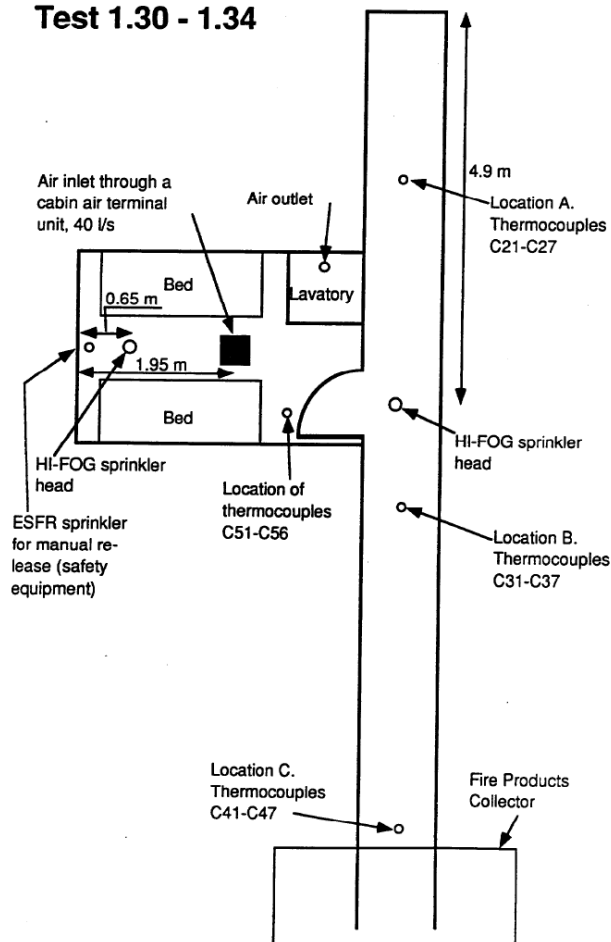 Test 1.30 - 1.34
4.9 m
Air inlet through a
cabin air terminal
unit, 40 l/s
Air outlet
Location A.
Thermocouples
C21-C27
Bed
Lavatory
0.65 m
1.95 m
Bed
HI-FOG sprinkler
head
HI-FOG sprinkler
head
Location of
thermocouples
C51-C56
ESFR sprinkler
for manual re-
lease (safety
equipment)
Location B.
Thermocouples
C31-C37
Location C.
Thermocouples
C41-C47
Fire Products
Collector